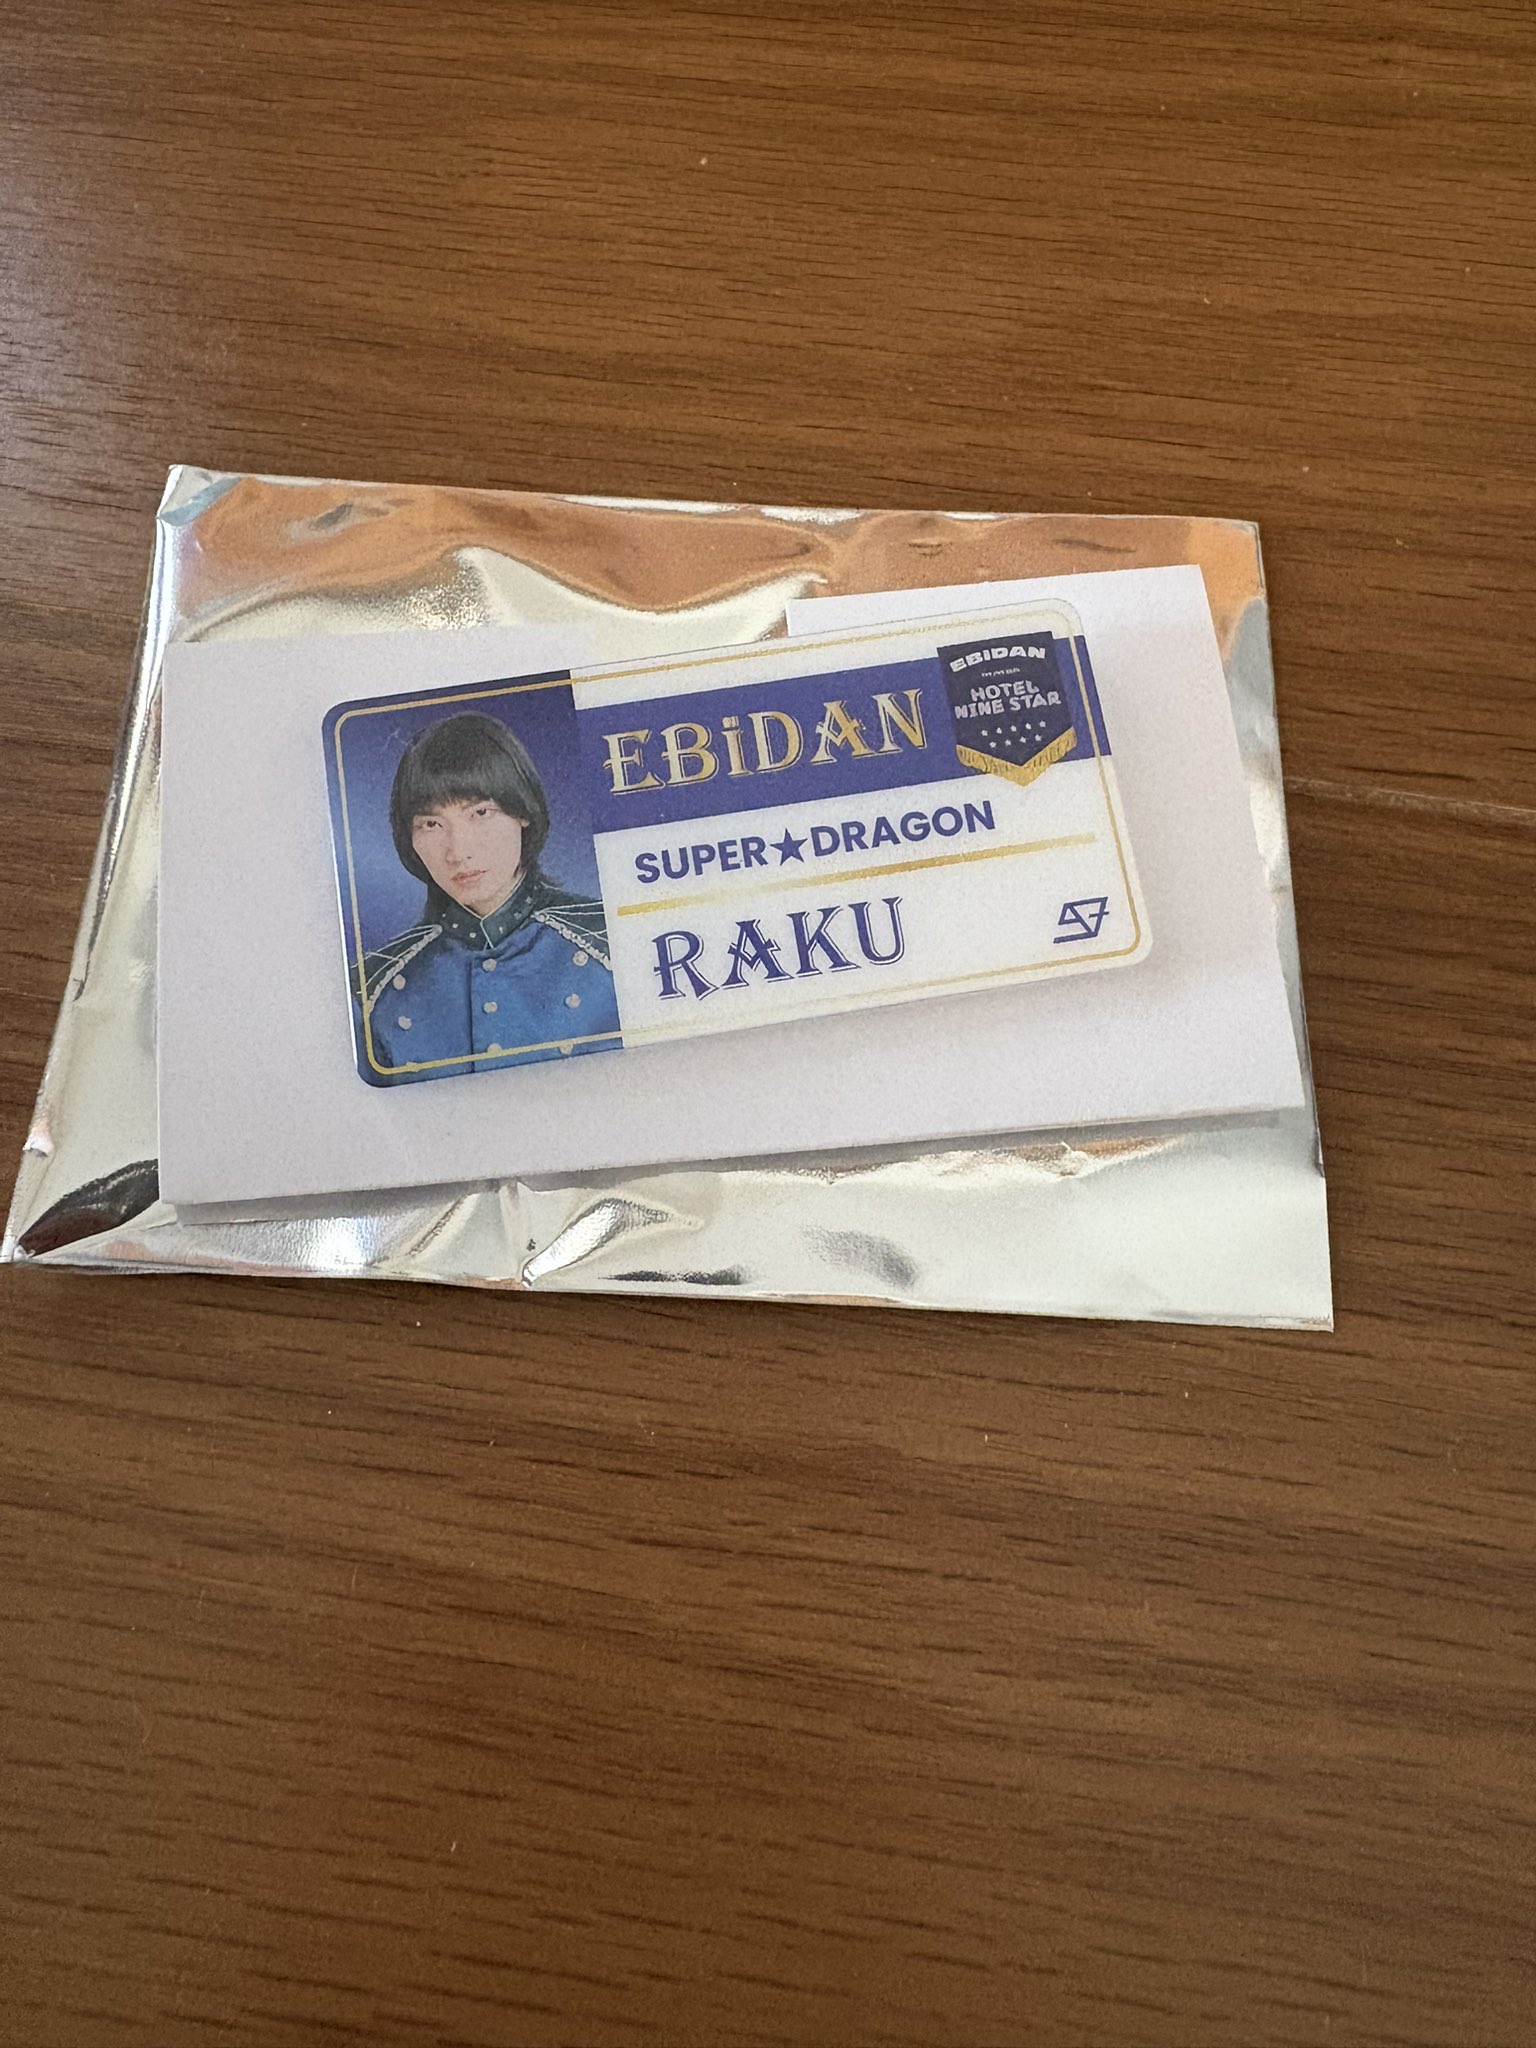 EBiDAN
EBiDAN
HOTEL
NINE STAR
SUPER★DRAGON
RAKU